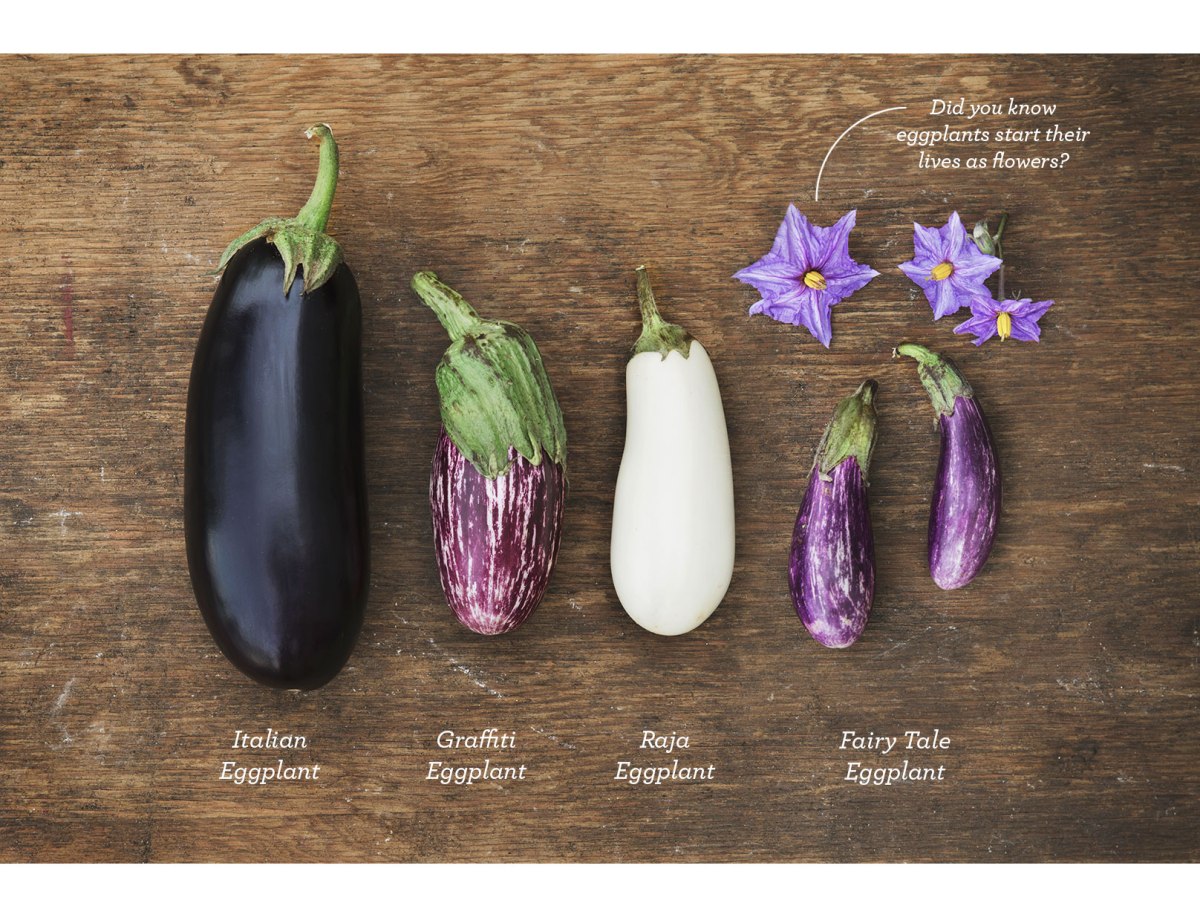 Did you know
eggplants start their
lives as flowers?
Italian
Eggplant
Graffiti
Eggplant
Raja
Eggplant
Fairy Tale
Eggplant